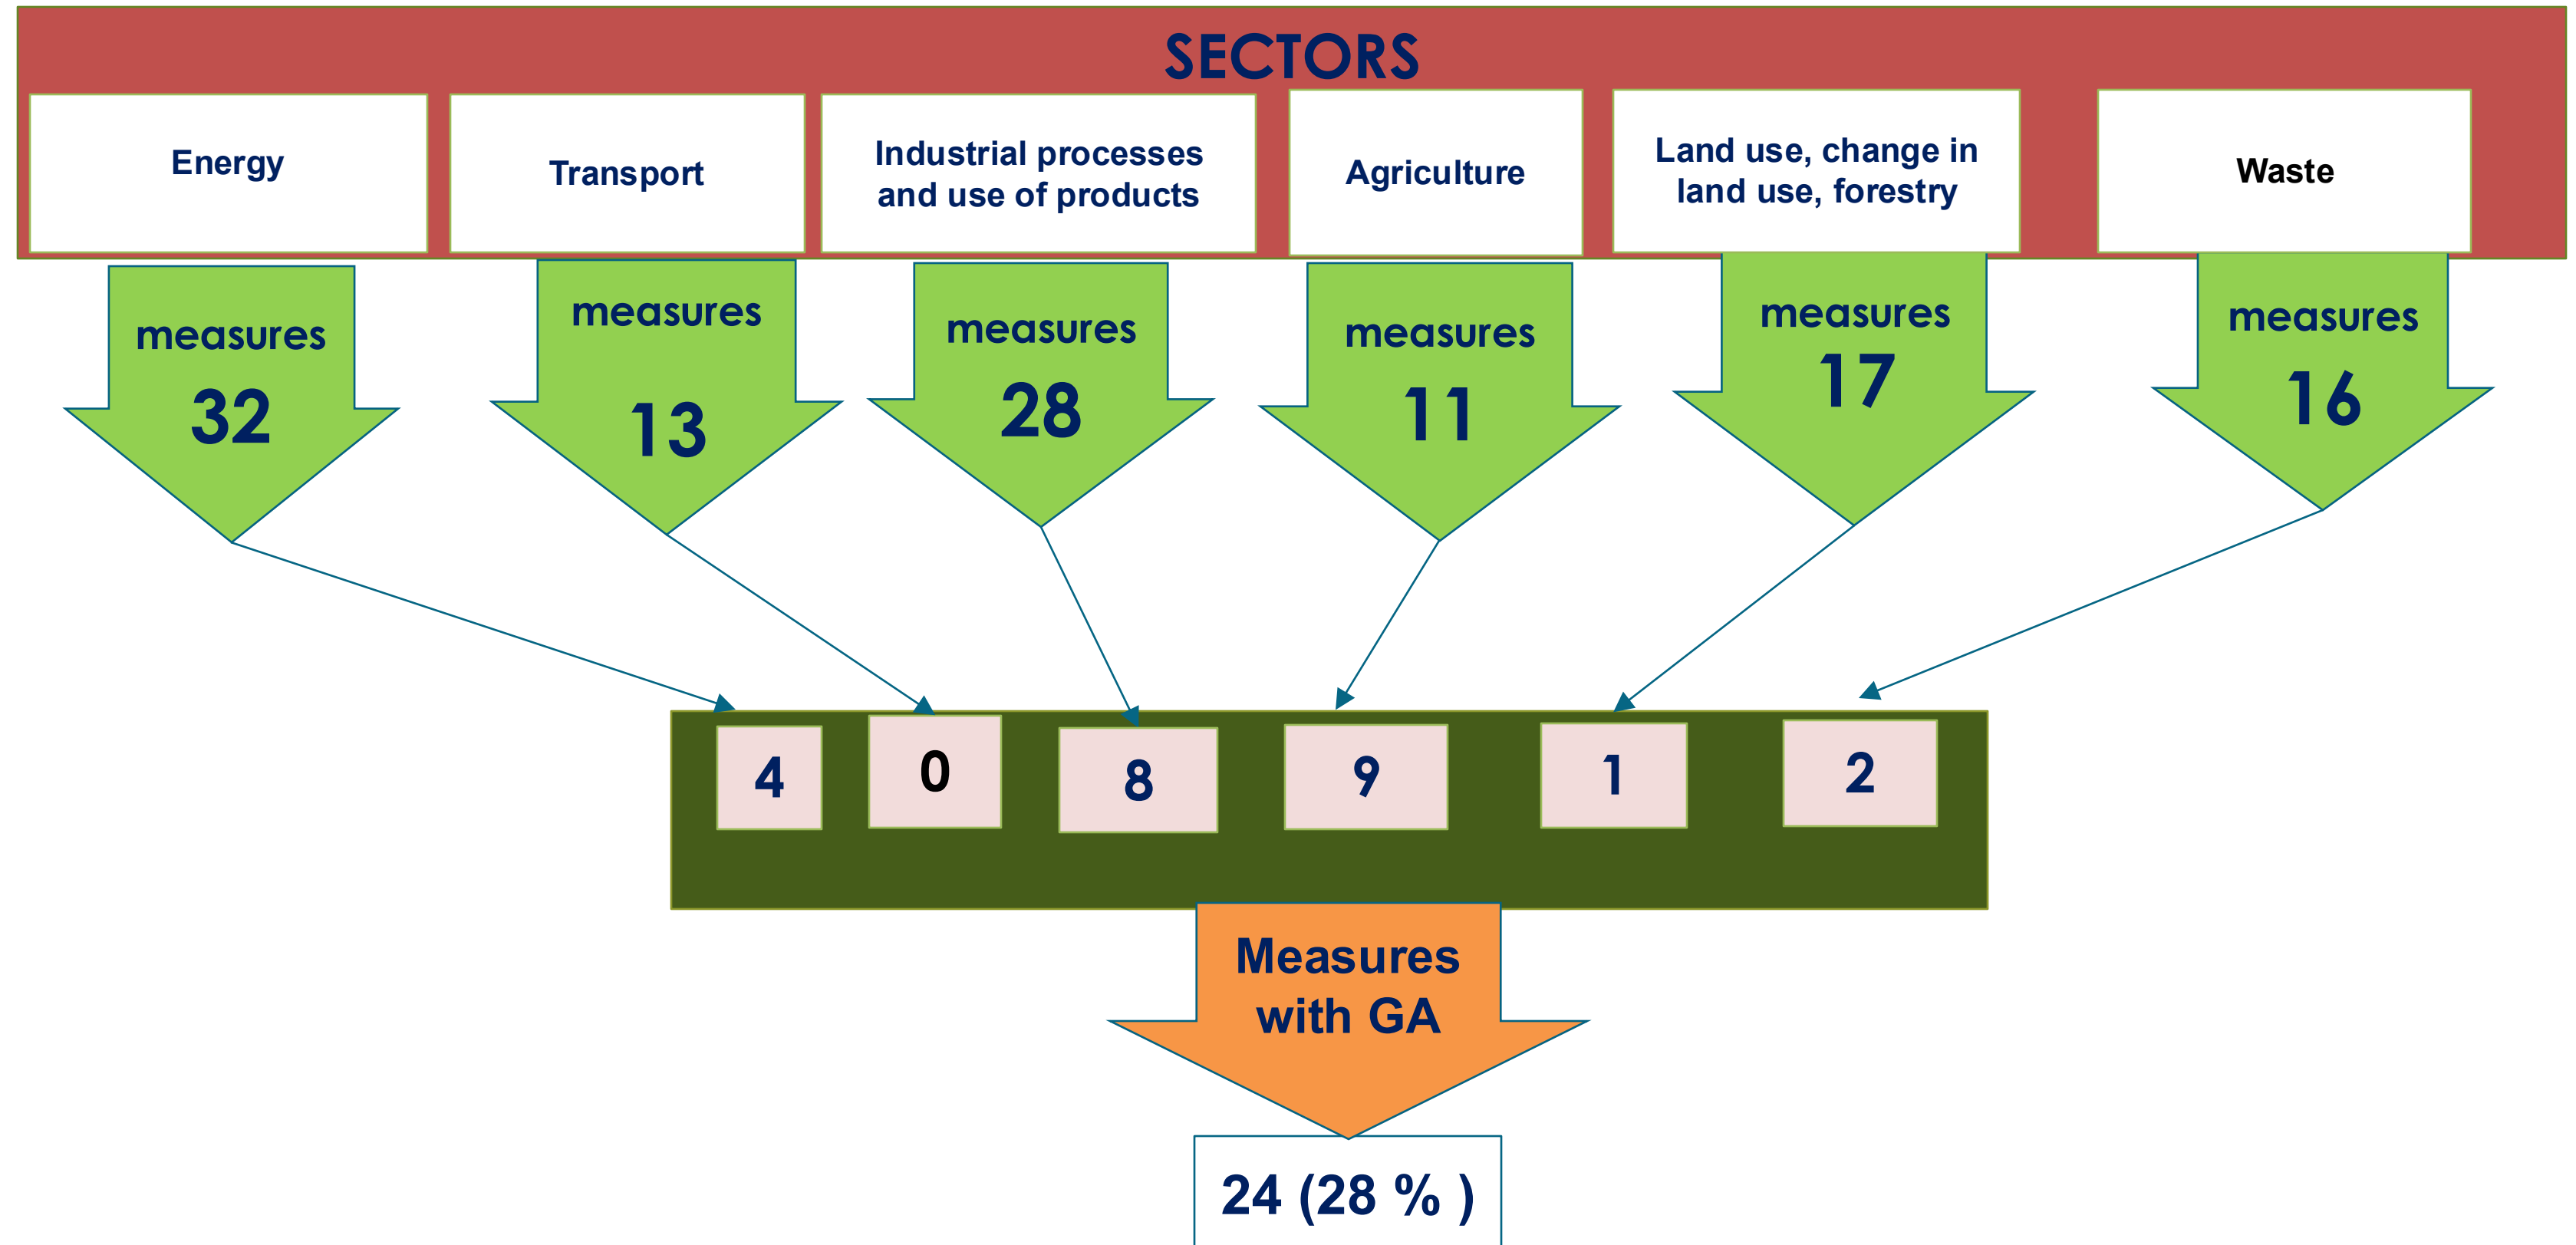 SECTORS
Energy
Transport
Industrial processes
and use of products
Agriculture
Land use, change in
land use, forestry
Waste
measures
32
measures
13
measures
28
measures
11
measures
17
measures
16
4
0
8
9
1
2
Measures
with GA
24 (28 % )